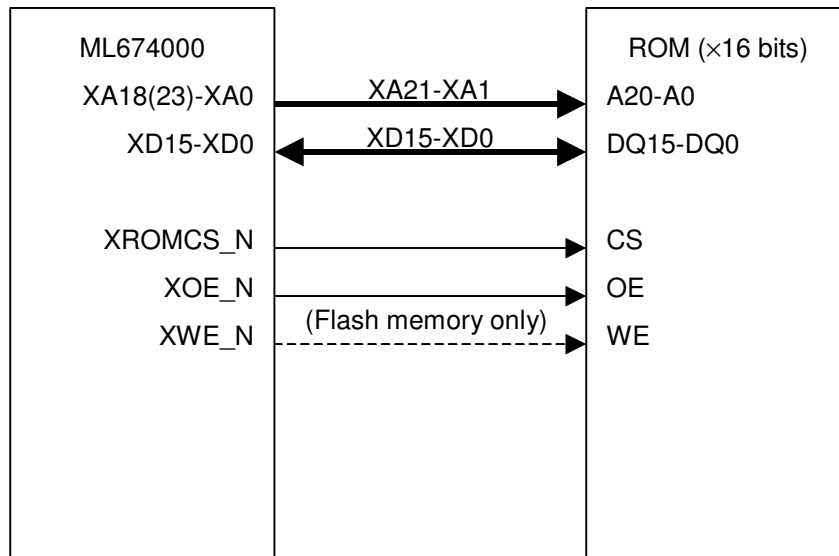 ML674000 ROM (×16 bits)
XA18(23)-XA0 XA21-XA1 A20-A0
XD15-XD0 XD15-XD0 DQ15-DQ0
XROMCS_N CS
XOE_N OE
XWE_N (Flash memory only) WE